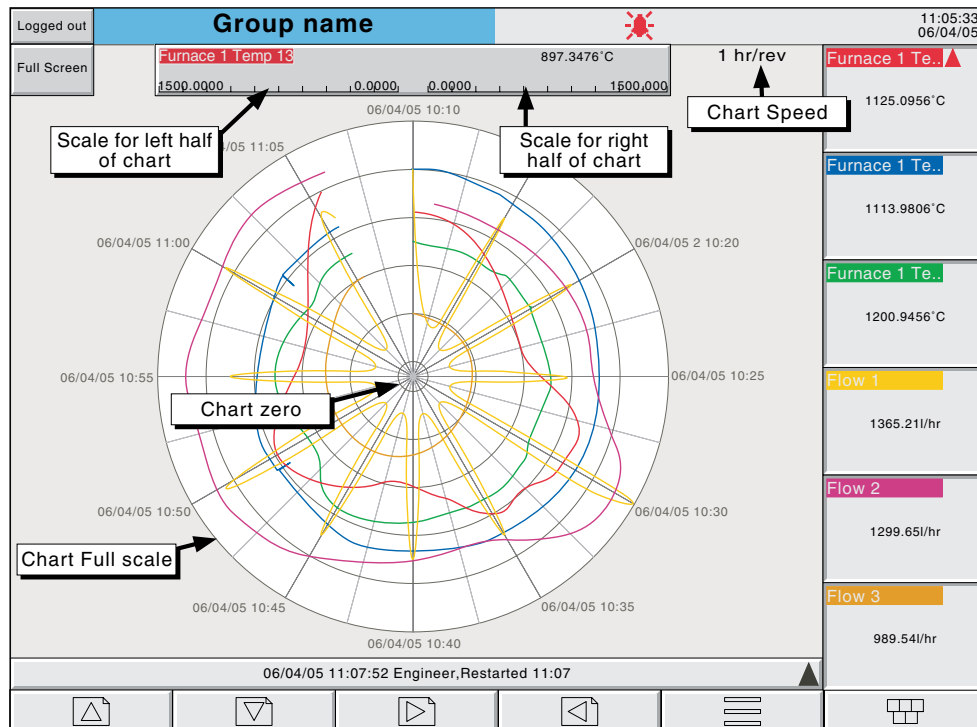 Logged out
Group name
11:05:33
06/04/05
Full Screen
Furnace 1 Temp 13
897.3476°C
1500.0000
0.0000
0.0000
1500,000
1 hr/rev
Chart Speed
Scale for left half
of chart
Scale for right
half of chart
06/04/05 10:10
/05 11:05
06/04/05 11:00
06/04/05 2 10:20
06/04/05 10:55
06/04/05 10:25
Chart zero
06/04/05 10:50
06/04/05 10:30
Chart Full scale
06/04/05 10:45
06/04/05 10:35
06/04/05 10:40
Furnace 1 Te..
1125.0956°C
Furnace 1 Te..
1113.9806°C
Furnace 1 Te..
1200.9456°C
Flow 1
1365.21l/hr
Flow 2
1299.65l/hr
Flow 3
989.54l/hr
06/04/05 11:07:52 Engineer,Restarted 11:07